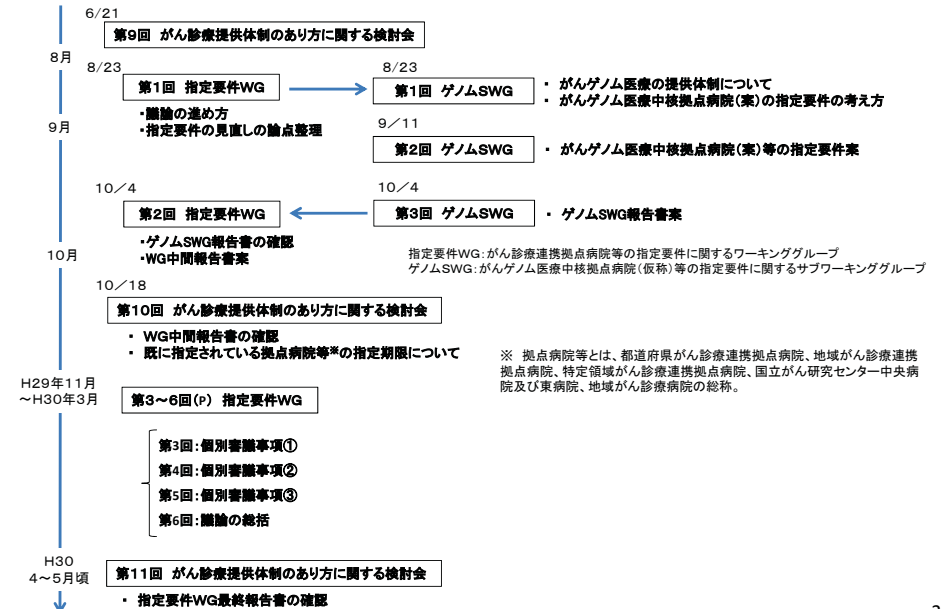 6/21
第9回 がん診療提供体制のあり方に関する検討会
8月
8/23
第1回 指定要件WG
・議論の進め方
・指定要件の見直しの論点整理
8/23
第1回 ゲノムSWG
・ がんゲノム医療の提供体制について
・ がんゲノム医療中核拠点病院(案)の指定要件の考え方
9月
9/11
第2回 ゲノムSWG
・ がんゲノム医療中核拠点病院(案)等の指定要件案
10/4
第2回 指定要件WG
・ゲノムSWG報告書の確認
・WG中間報告書案
10/4
第3回 ゲノムSWG
・ ゲノムSWG報告書案
10月
指定要件WG:がん診療連携拠点病院等の指定要件に関するワーキンググループ
ゲノムSWG:がんゲノム医療中核拠点病院(仮称)等の指定要件に関するサブワーキンググループ
10/18
第10回 がん診療提供体制のあり方に関する検討会
・ WG中間報告書の確認
・ 既に指定されている拠点病院等※の指定期限について
※ 拠点病院等とは、都道府県がん診療連携拠点病院、地域がん診療連携
拠点病院、特定領域がん診療連携拠点病院、国立がん研究センター中央病
院及び東病院、地域がん診療病院の総称。
H29年11月
~H30年3月
第3~6回(P) 指定要件WG
第3回:個別審議事項①
第4回:個別審議事項②
第5回:個別審議事項③
第6回:議論の総括
H30
4~5月頃
第11回 がん診療提供体制のあり方に関する検討会
・ 指定要件WG最終報告書の確認